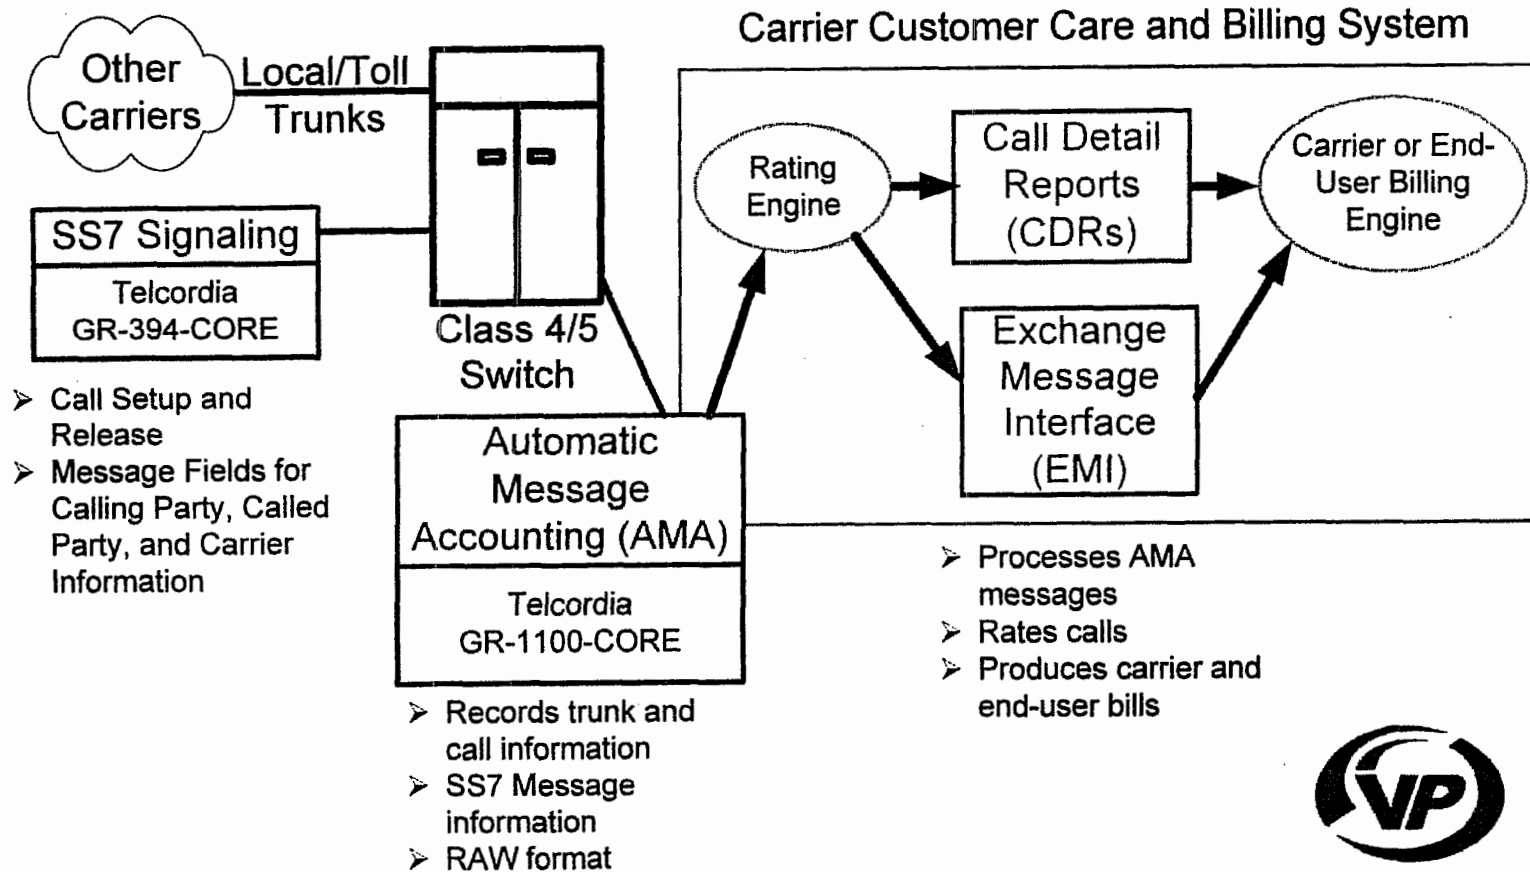 Carrier Customer Care and Billing System
Other
Carriers
Local/Toll
Trunks
SS7 Signaling
Telcordia
GR-394-CORE
➢ Call Setup and
Release
➢ Message Fields for
Calling Party, Called
Party, and Carrier
Information
Class 4/5
Switch
Automatic
Message
Accounting (AMA)
Telcordia
GR-1100-CORE
➢ Records trunk and
call information
➢ SS7 Message
information
➢ RAW format
Rating
Engine
Call Detail
Reports
(CDRs)
Exchange
Message
Interface
(EMI)
Carrier or End-
User Billing
Engine
➢ Processes AMA
messages
➢ Rates calls
➢ Produces carrier and
end-user bills
VP